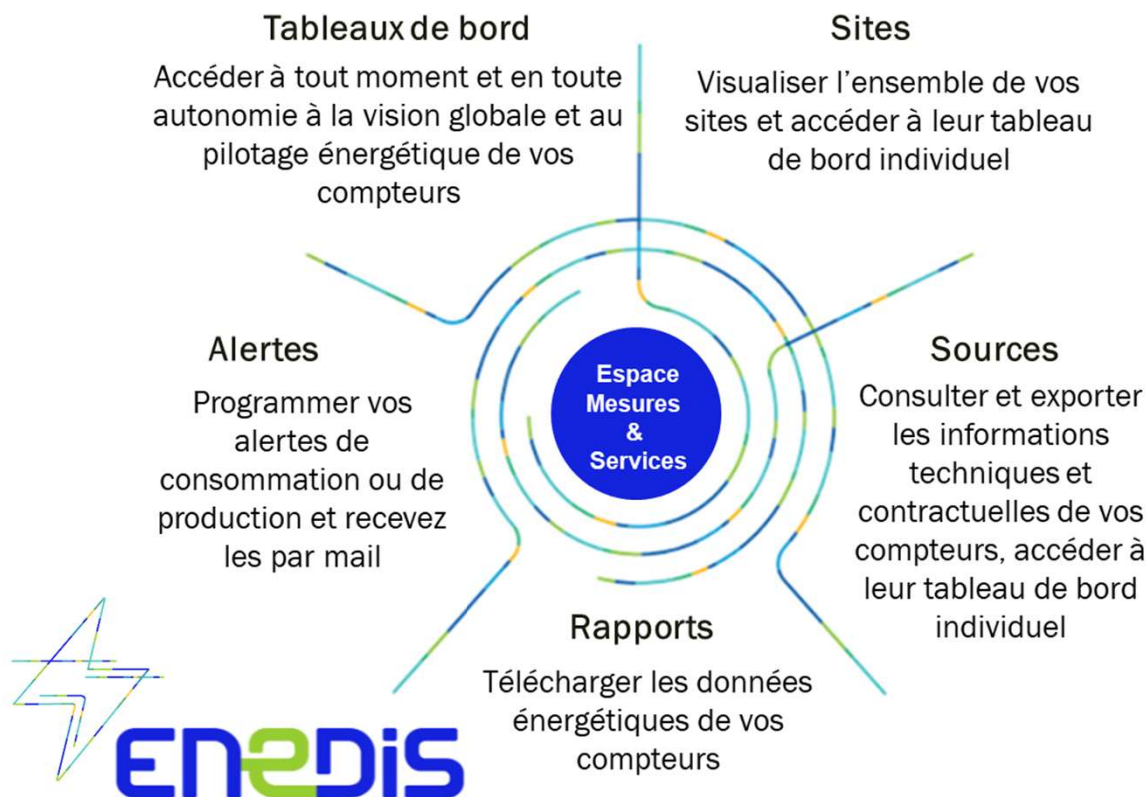 Tableaux de bord
Accéder à tout moment et en toute
autonomie à la vision globale et au
pilotage énergétique de vos
compteurs
Sites
Visualiser l’ensemble de vos
sites et accéder à leur tableau
de bord individuel
Alertes
Programmer vos
alertes de
consommation ou de
production et recevez
les par mail
Espace
Mesures
&
Services
Sources
Consulter et exporter
les informations
techniques et
contractuelles de vos
compteurs, accéder à
leur tableau de bord
individuel
Rapports
Télécharger les données
énergétiques de vos
compteurs
ENEDIS